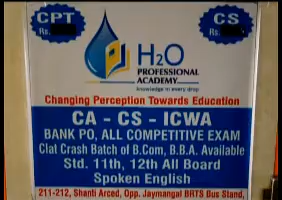 CPT
Rs.
CS
Rs.
H2O
PROFESSIONAL
ACADEMY
knowledge in every drop
Changing Perception Towards Education
CA - CS - ICWA
BANK PO, ALL COMPETITIVE EXAM
Clat Crash Batch of B.Com, B.B.A. Available
Std. 11th, 12th All Board
Spoken English
211-212, Shanti Arced, Opp. Jaymangal BRTS Bus Stand,